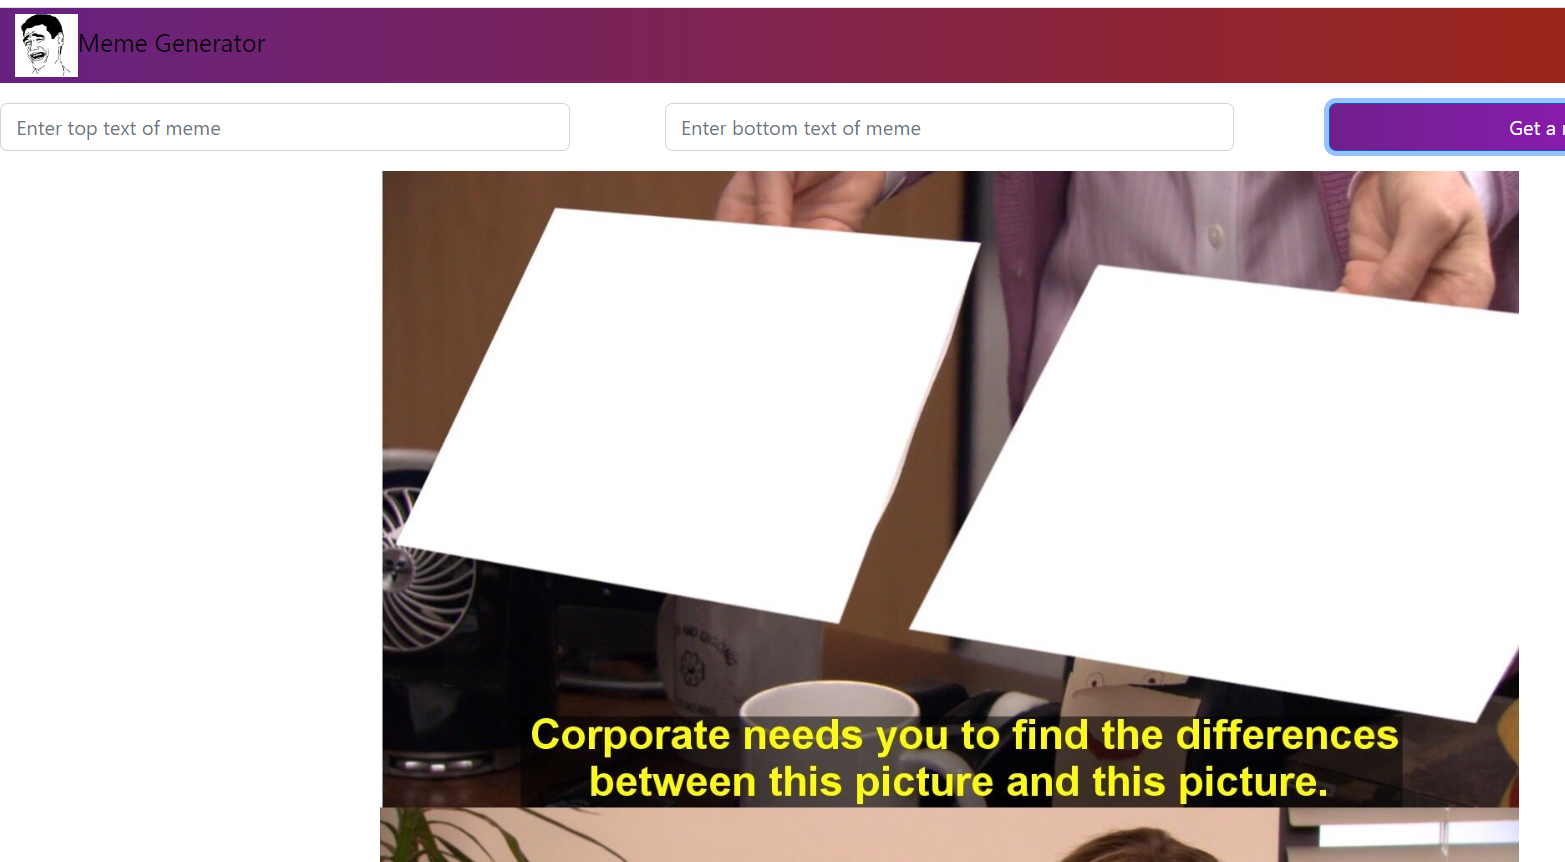 Meme Generator
Enter top text of meme
Enter bottom text of meme
Get a
Corporate needs you to find the differences
between this picture and this picture.